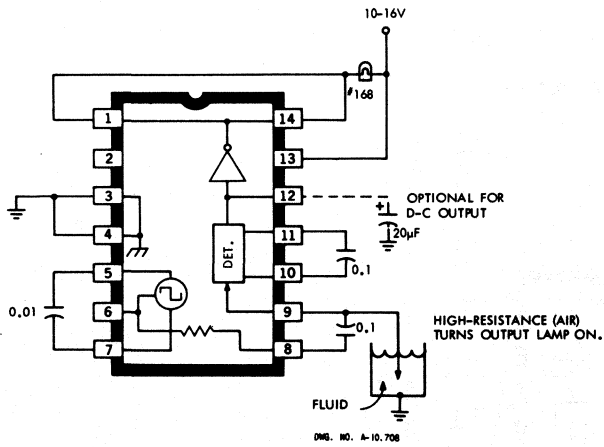 10-16V
#168
1
14
2
13
3
12
OPTIONAL FOR
D-C OUTPUT
+
20µF
4
11
DET.
0.1
5
10
0.01
6
9
0.1
HIGH-RESISTANCE (AIR)
TURNS OUTPUT LAMP ON.
7
8
FLUID
DWG. NO. A-10,708